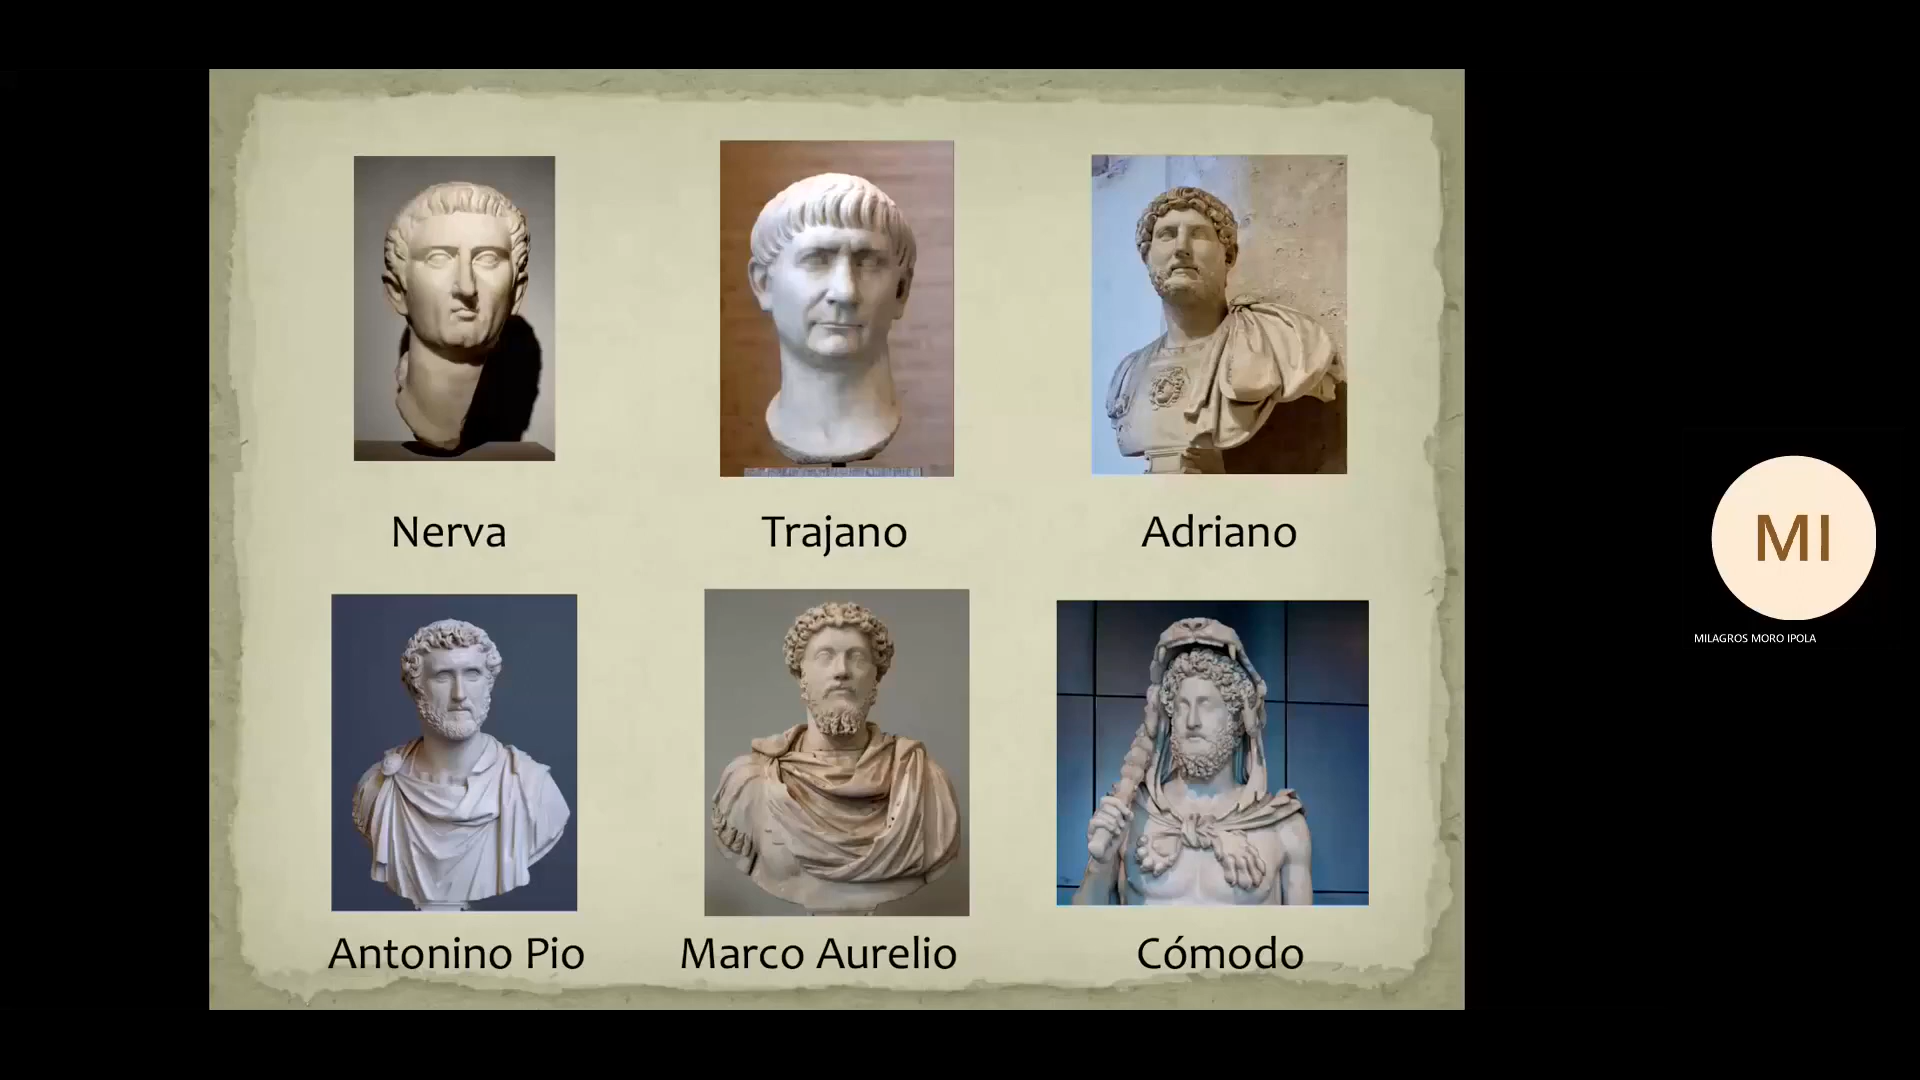 Nerva
Trajano
Adriano
Antonino Pio
Marco Aurelio
Cómodo
MI
MILAGROS MORO IPOLA